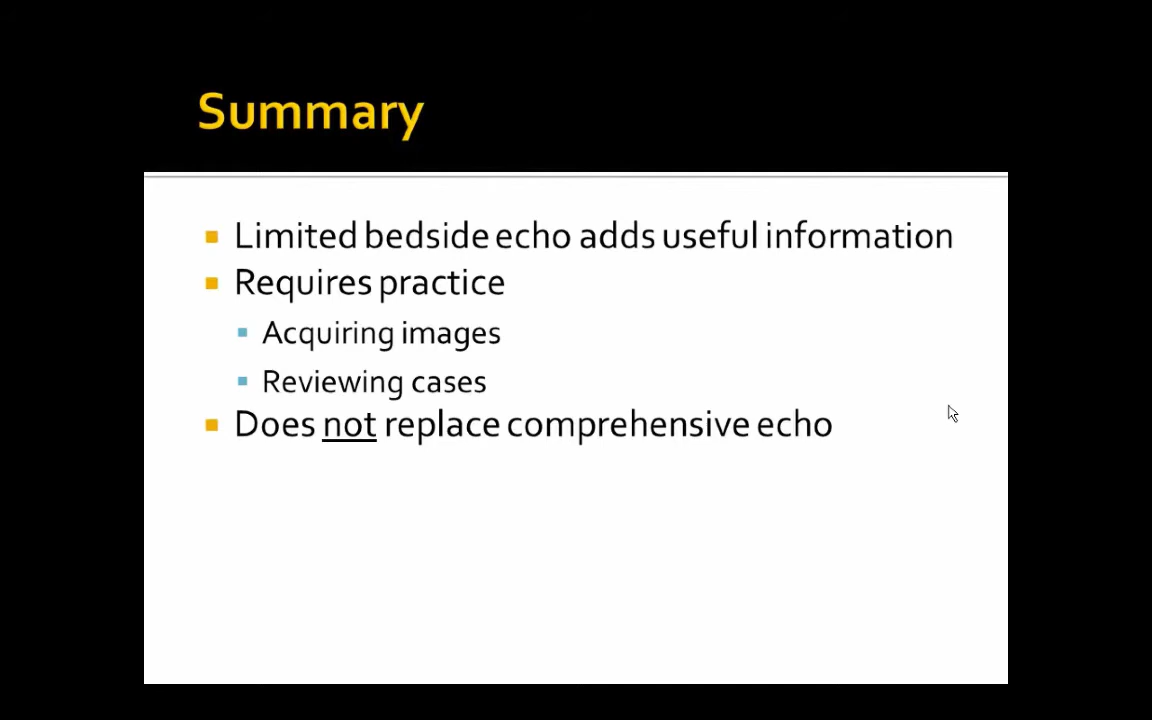 Summary
Limited bedside echo adds useful information
Requires practice
Acquiring images
Reviewing cases
Does not replace comprehensive echo